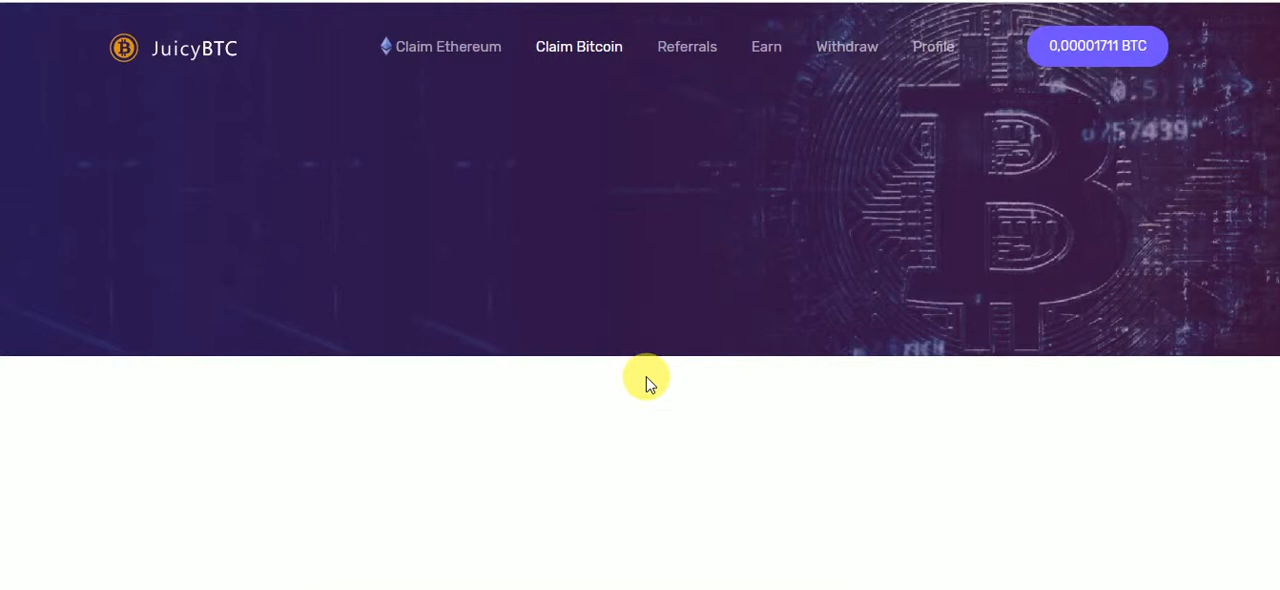 JuicyBTC
Claim Ethereum Claim Bitcoin Referrals Earn Withdraw Profile
0,00001711 BTC